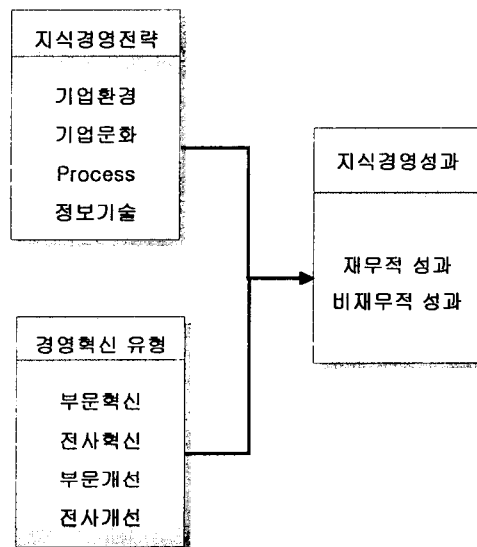 지식경영전략
기업환경
기업문화
Process
정보기술
지식경영성과
재무적 성과
비재무적 성과
경영혁신 유형
부문혁신
전사혁신
부문개선
전사개선